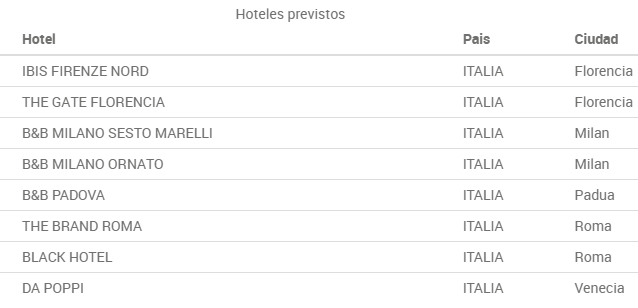 Hoteles previstos
Hotel Pais Ciudad
IBIS FIRENZE NORD ITALIA Florencia
THE GATE FLORENCIA ITALIA Florencia
B&B MILANO SESTO MARELLI ITALIA Milan
B&B MILANO ORNATO ITALIA Milan
B&B PADOVA ITALIA Padua
THE BRAND ROMA ITALIA Roma
BLACK HOTEL ITALIA Roma
DA POPPI ITALIA Venecia